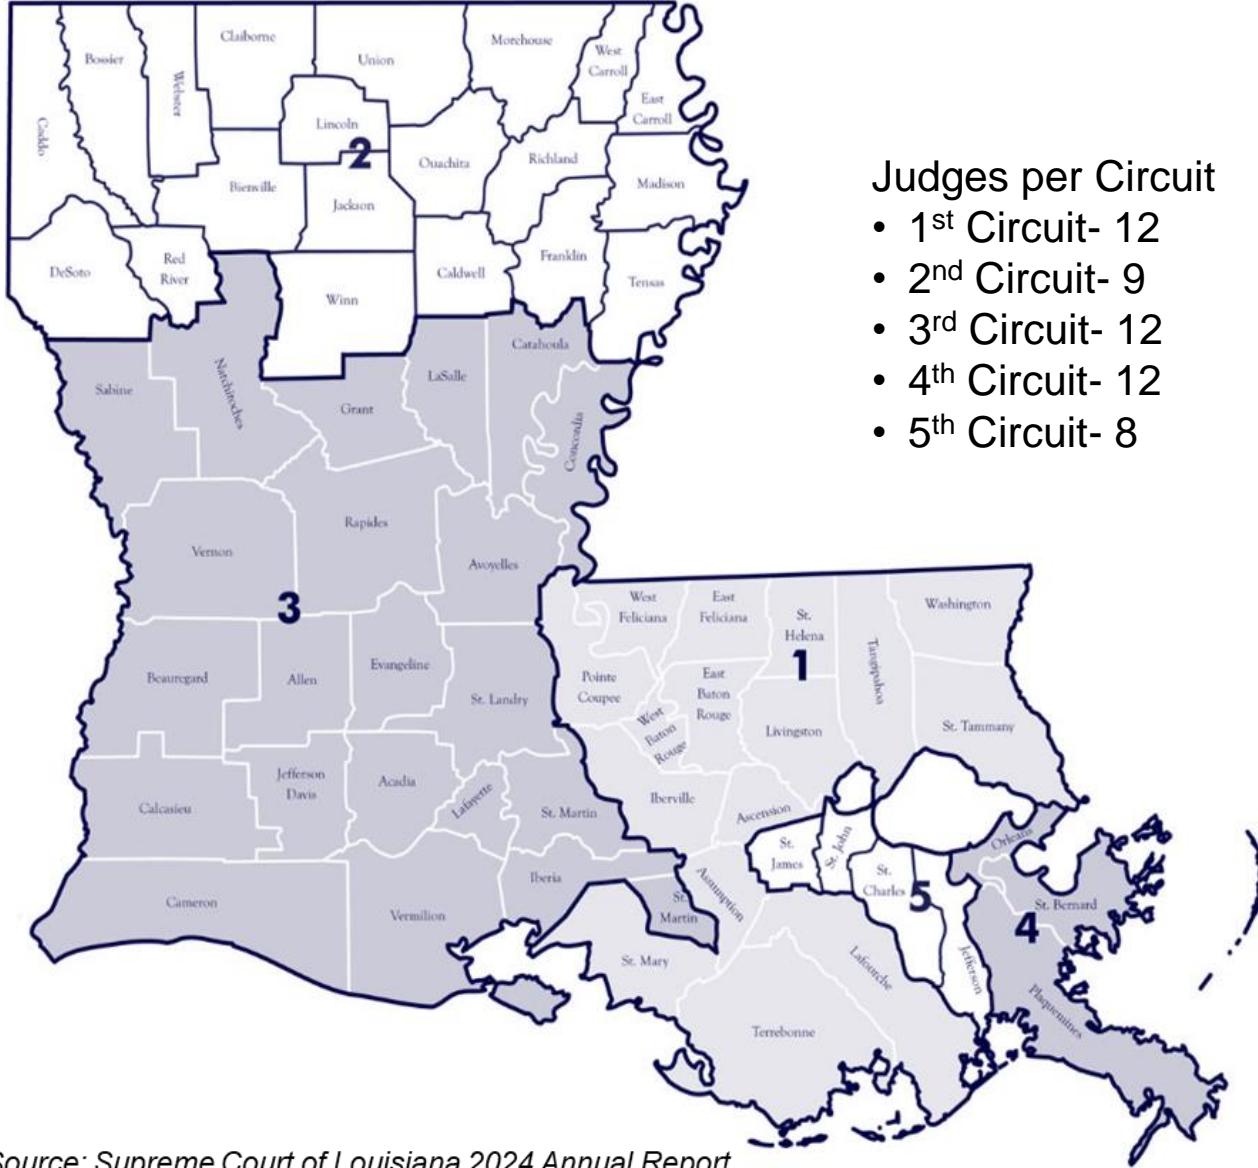 Claiborne
Morehouse
Bossier
Union
West
Carroll
Webster
East
Carroll
Lincoln
Caddo
2
Ouachita
Richland
Bienville
Madison
Jackson
DeSoto
Red
River
Winn
Caldwell
Franklin
Tensas
Judges per Circuit
• 1st Circuit- 12
• 2nd Circuit- 9
• 3rd Circuit- 12
• 4th Circuit- 12
• 5th Circuit- 8
Catahoula
Sabine
Natchitoches
LaSalle
Grant
Concordia
Rapides
Vernon
Avoyelles
3
West
Feliciana
East
Feliciana
St.
Helena
1
Washington
Tangipahoa
Beauregard
Allen
Evangeline
St. Landry
Pointe
Coupee
East
Baton
Rouge
West
Baton
Rouge
Livingston
St. Tammany
Jefferson
Davis
Acadia
Lafayette
Calcasieu
St. Martin
Iberville
Ascension
St.
James
St. John
St.
Charles
5
Orleans
St. Bernard
4
Cameron
Vermilion
Iberia
St.
Martin
Assumption
St. Mary
Lafourche
Jefferson
Plaquemines
Terrebonne
Source: Supreme Court of Louisiana 2024 Annual Report